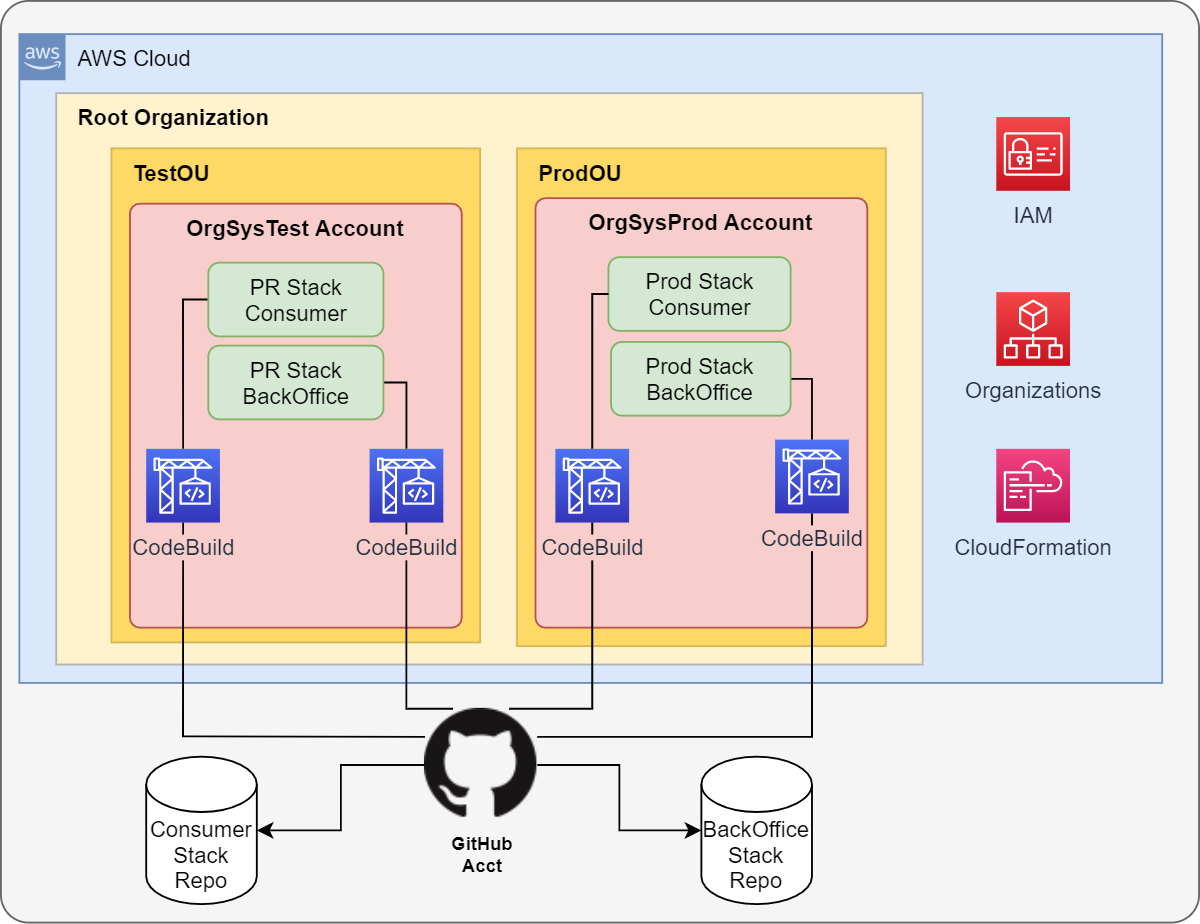 aws
AWS Cloud
Root Organization
TestOU
OrgSysTest Account
PR Stack
Consumer
PR Stack
BackOffice
</>
CodeBuild
</>
CodeBuild
ProdOU
OrgSysProd Account
Prod Stack
Consumer
Prod Stack
BackOffice
</>
CodeBuild
</>
CodeBuild
IAM
Organizations
CloudFormation
Consumer
Stack
Repo
GitHub
Acct
BackOffice
Stack
Repo